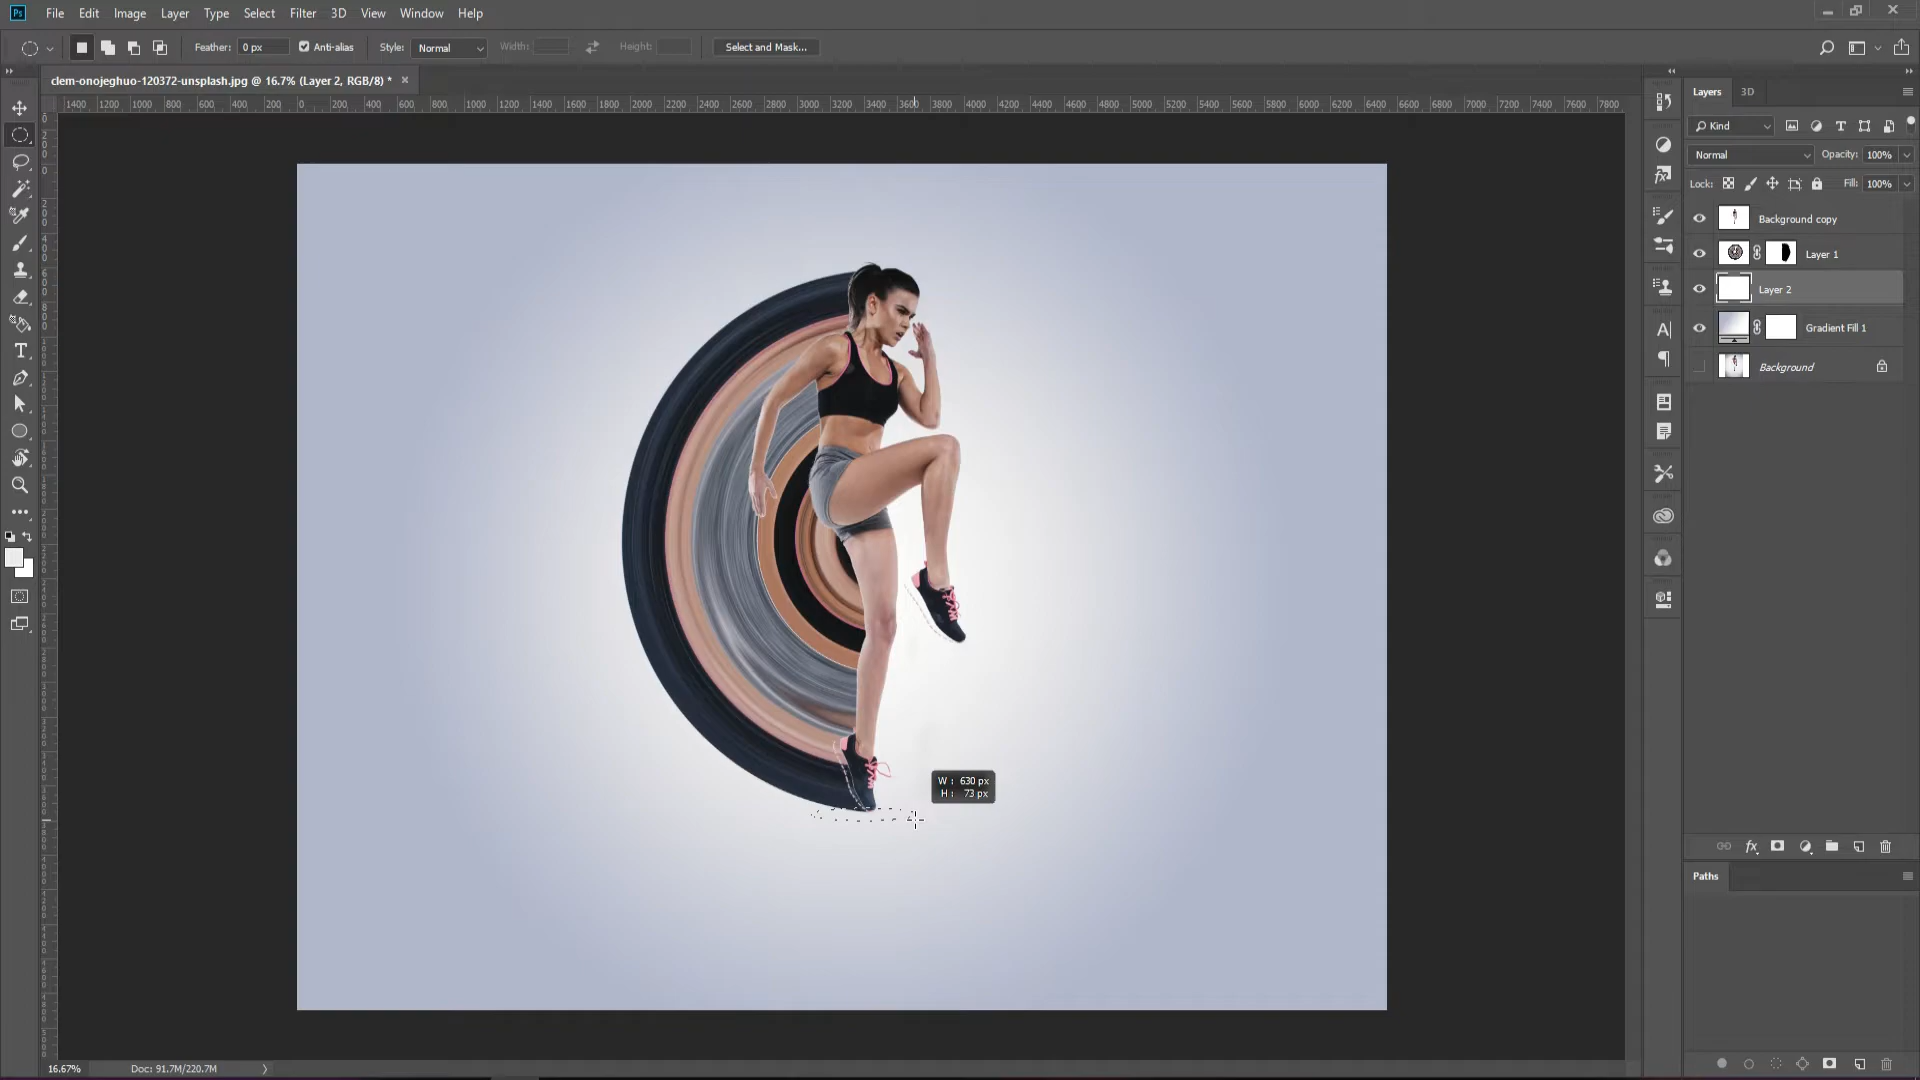 Ps File Edit Image Layer Type Select Filter 3D View Window Help
Feather: 0 px Anti-alias Style: Normal Width: Height: Select and Mask...
clem-onojeghuo-120372-unsplash.jpg @ 16.7% (Layer 2, RGB/8) * ×
1400 1200 1000 800 600 400 200 0 200 400 600 800 1000 1200 1400 1600 1800 2000 2200 2400 2600 2800 3000 3200 3400 3600 3800 4000 4200 4400 4600 4800 5000 5200 5400 5600 5800 6000 6200 6400 6600 6800 7000 7200 7400 7600 7800
Layers 3D
Kind
Normal Opacity: 100%
Lock: Fill: 100%
Background copy
Layer 1
Layer 2
Gradient Fill 1
Background
W : 630 px
H : 73 px
fx
Paths
16.67% Doc: 91.7M/220.7M